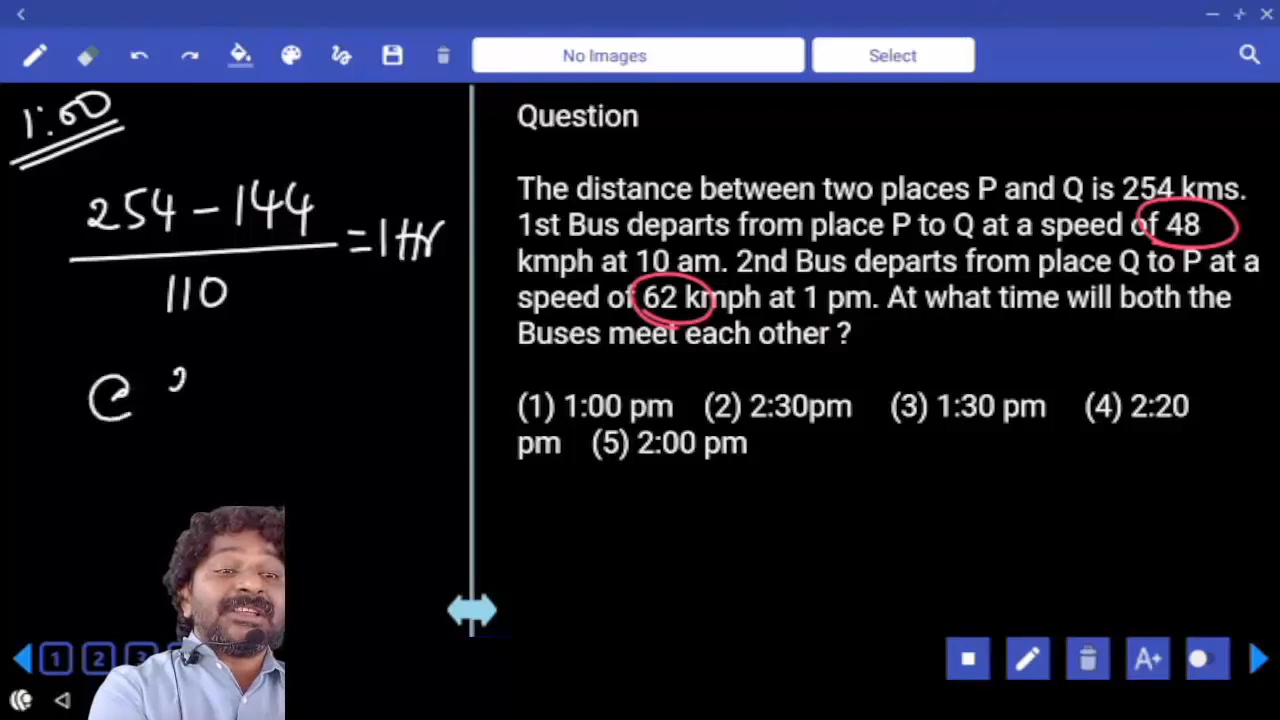 No Images
Select
1:00
254 - 144
110
= 1 Hr
Question
The distance between two places P and Q is 254 kms.
1st Bus departs from place P to Q at a speed of 48
kmph at 10 am. 2nd Bus departs from place Q to P at a
speed of 62 kmph at 1 pm. At what time will both the
Buses meet each other ?
(1) 1:00 pm (2) 2:30pm (3) 1:30 pm (4) 2:20
pm (5) 2:00 pm
1 2 3
A+